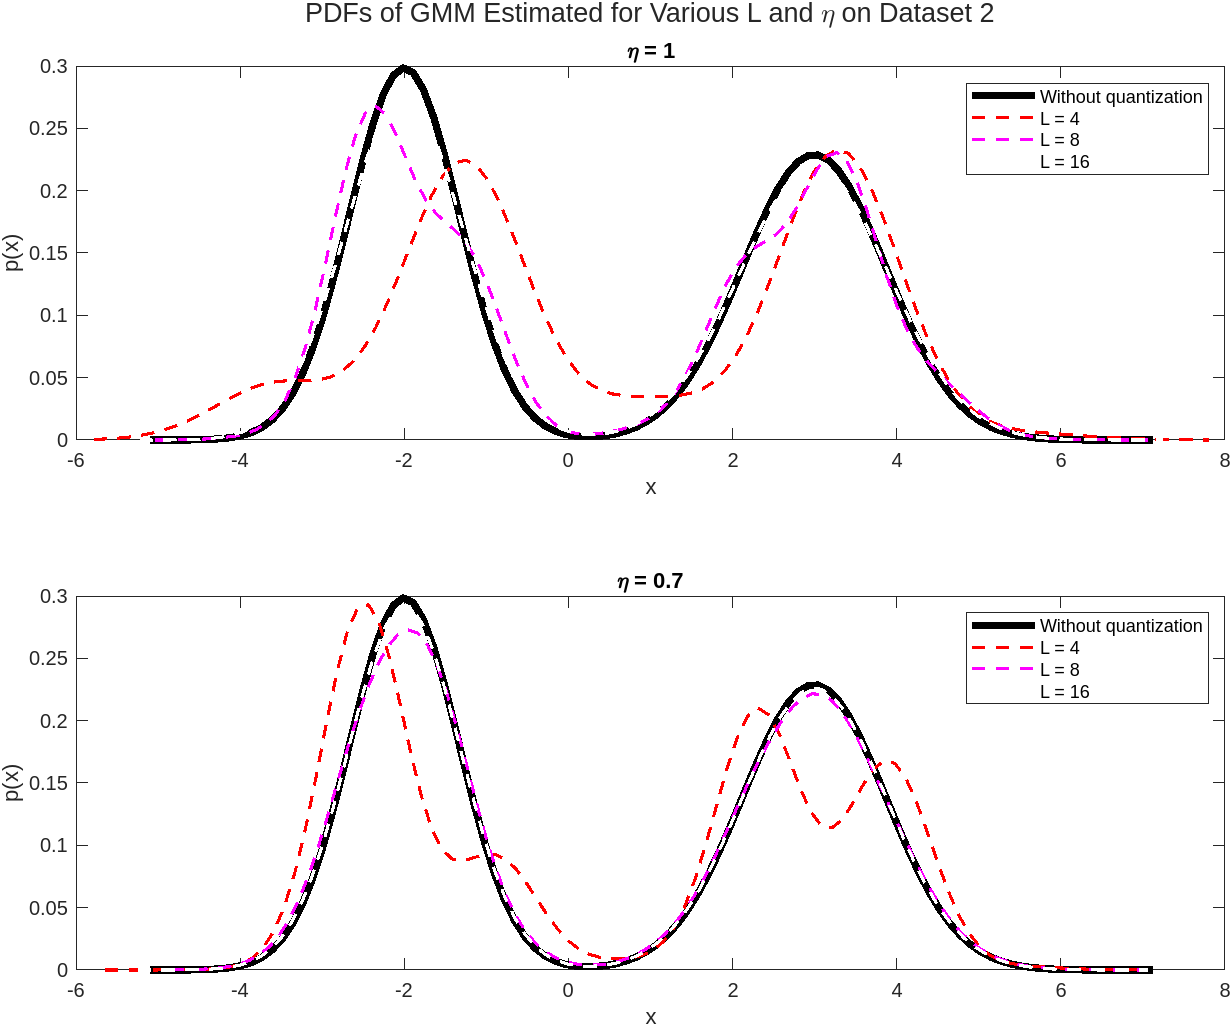 PDFs of GMM Estimated for Various L and η on Dataset 2
η = 1
0.3
0.25
0.2
0.15
0.1
0.05
0
p(x)
Without quantization
L = 4
L = 8
L = 16
-6 -4 -2 0 2 4 6 8
x
η = 0.7
0.3
0.25
0.2
0.15
0.1
0.05
0
p(x)
Without quantization
L = 4
L = 8
L = 16
-6 -4 -2 0 2 4 6 8
x